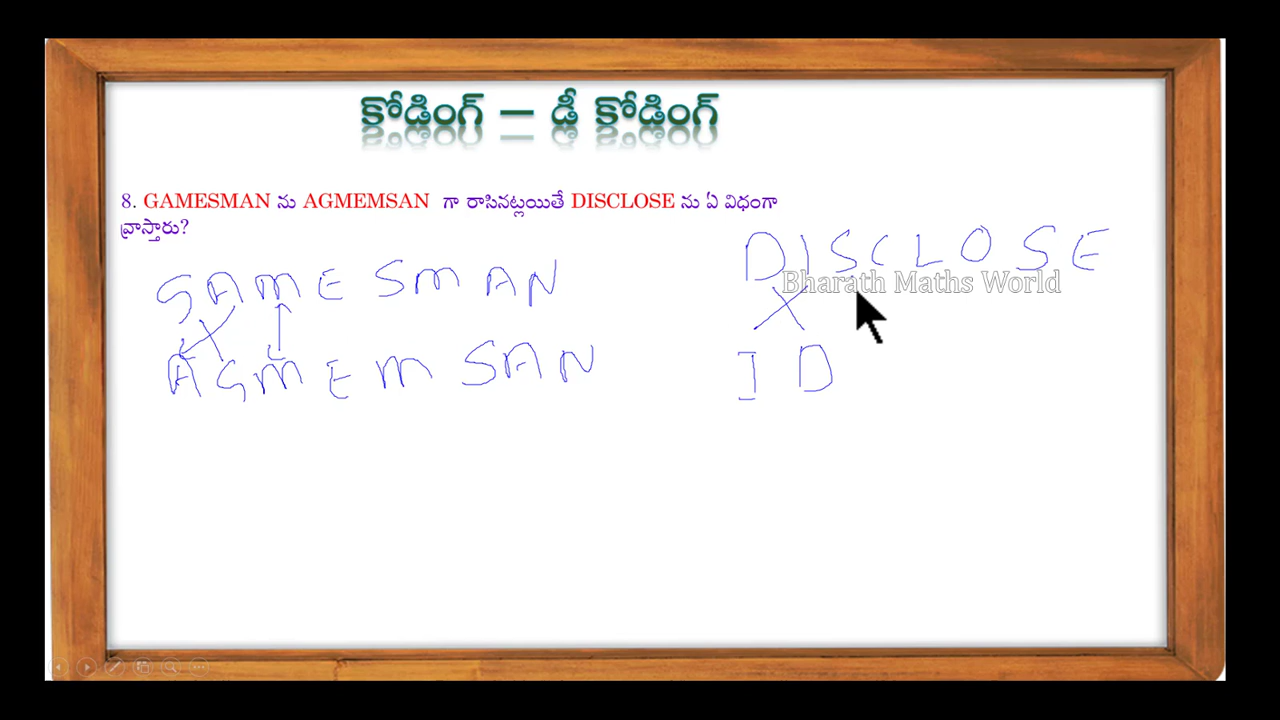 కోడింగ్ – డీ కోడింగ్
8. GAMESMAN ను AGMEMSAN గా రాసినట్లయితే DISCLOSE ను ఏ విధంగా
వ్రాస్తారు?
GAMESMAN
DISCLOSE
Bharath Maths World
AGMEMSAN
ID